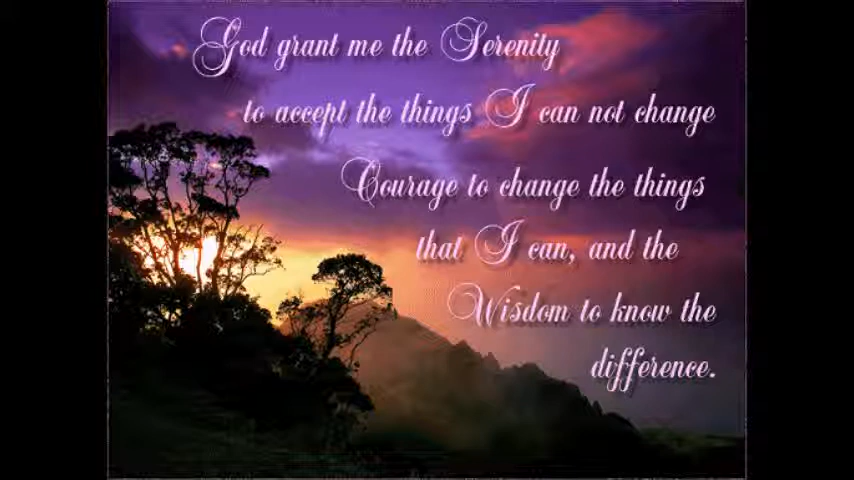 God grant me the Serenity
to accept the things I can not change
Courage to change the things
that I can, and the
Wisdom to know the
difference.